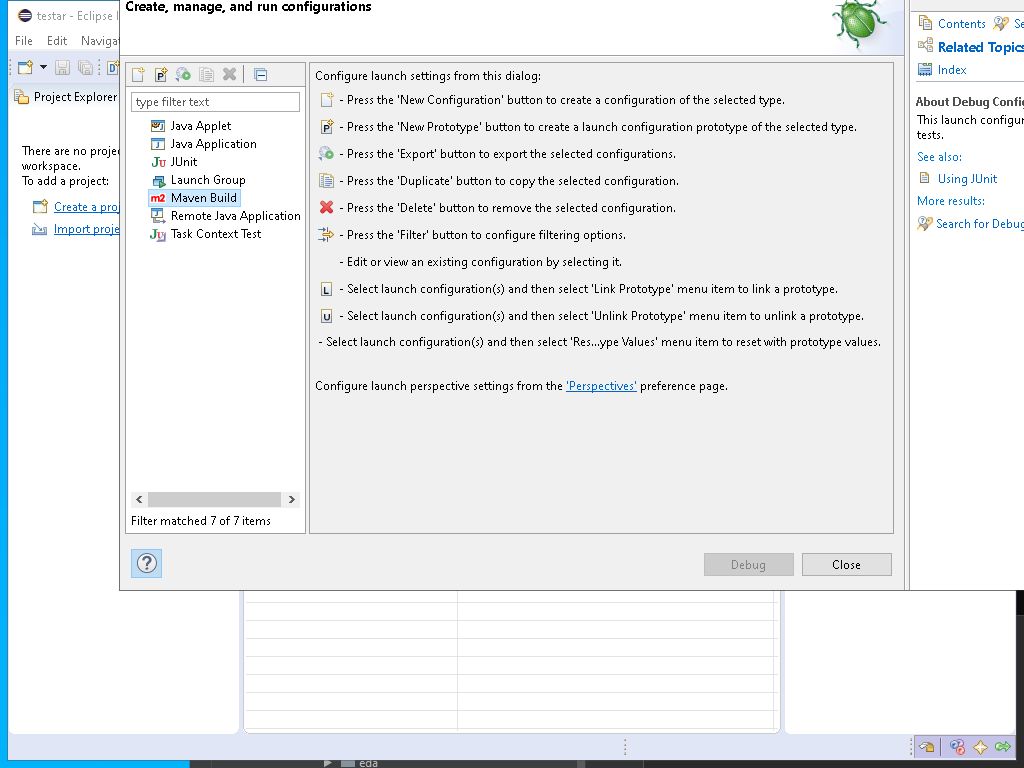 testar - Eclipse
File Edit
Project Explorer
There are no
workspace.
To add a project:
Create a
Import
Create, manage, and run configurations
type filter text
Java Applet
Java Application
JUnit
Launch Group
Maven Build
Remote Java Application
Task Context Test
Filter matched 7 of 7 items
Configure launch settings from this dialog:
- Press the 'New Configuration' button to create a configuration of the selected type.
- Press the 'New Prototype' button to create a launch configuration prototype of the selected type.
- Press the 'Export' button to export the selected configurations.
- Press the 'Duplicate' button to copy the selected configuration.
- Press the 'Delete' button to remove the selected configuration.
- Press the 'Filter' button to configure filtering options.
- Edit or view an existing configuration by selecting it.
- Select launch configuration(s) and then select 'Link Prototype' menu item to link a prototype.
- Select launch configuration(s) and then select 'Unlink Prototype' menu item to unlink a prototype.
- Select launch configuration(s) and then select 'Res...ype Values' menu item to reset with prototype values.
Configure launch perspective settings from the 'Perspectives' preference page.
Debug Close
Contents
Related Topics
Index
About Debug
This launch
tests.
See also:
Using JUnit
More results:
Search for Debug
eda